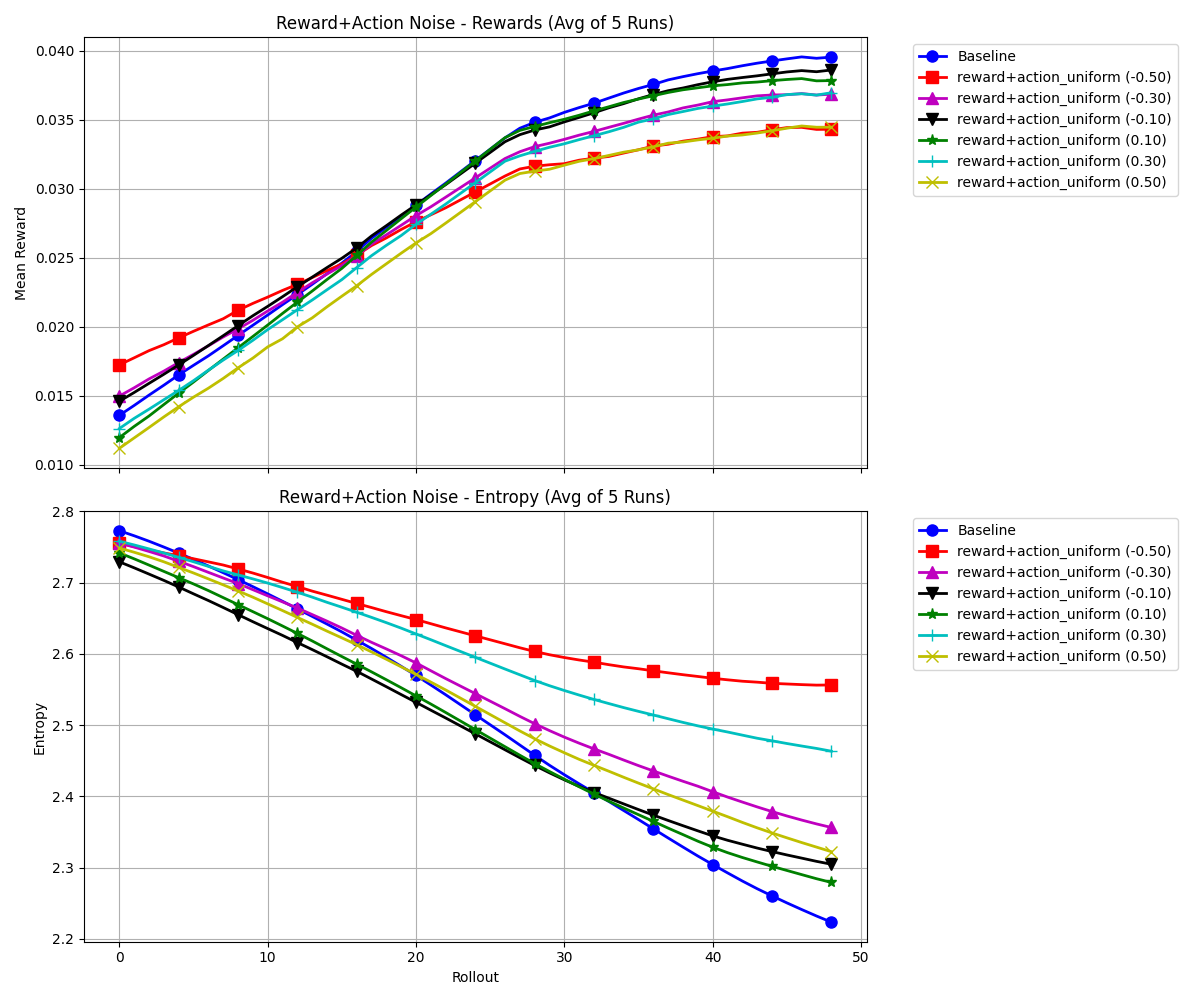 Reward+Action Noise - Rewards (Avg of 5 Runs)
Mean Reward
0.040
0.035
0.030
0.025
0.020
0.015
0.010
Baseline
reward+action_uniform (-0.50)
reward+action_uniform (-0.30)
reward+action_uniform (-0.10)
reward+action_uniform (0.10)
reward+action_uniform (0.30)
reward+action_uniform (0.50)
Reward+Action Noise - Entropy (Avg of 5 Runs)
Entropy
2.8
2.7
2.6
2.5
2.4
2.3
2.2
0 10 20 30 40 50
Rollout
Baseline
reward+action_uniform (-0.50)
reward+action_uniform (-0.30)
reward+action_uniform (-0.10)
reward+action_uniform (0.10)
reward+action_uniform (0.30)
reward+action_uniform (0.50)